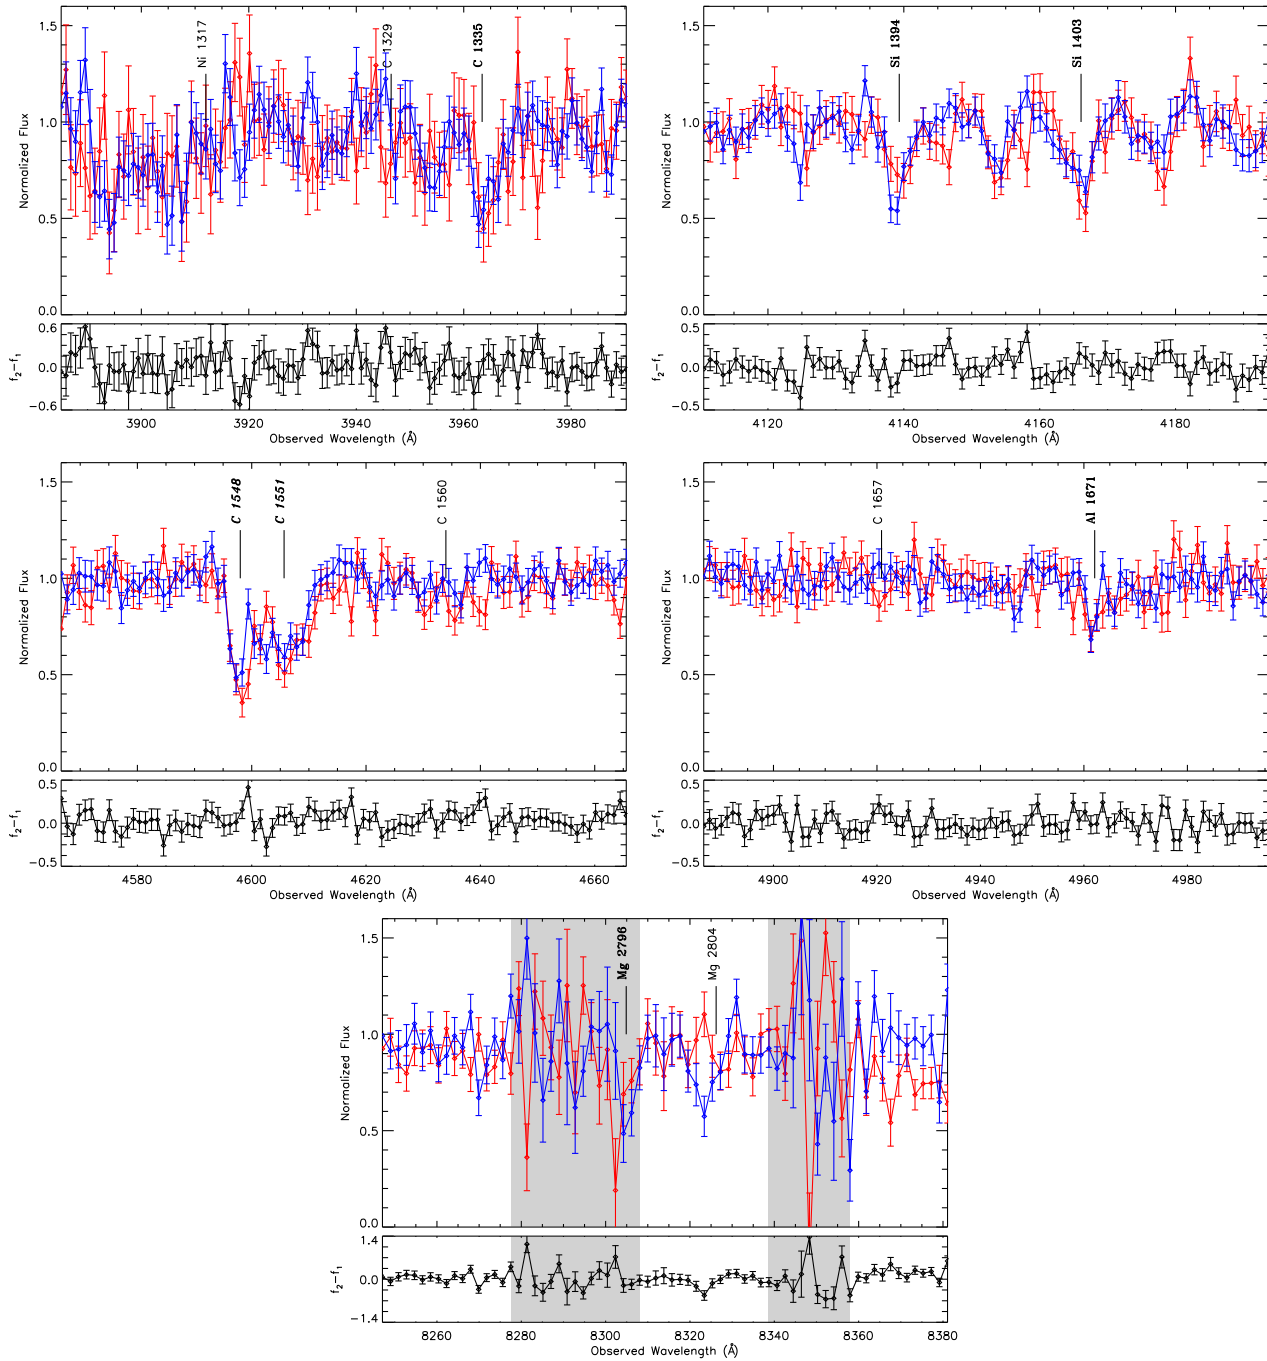 1.5
1.0
0.5
0.0
Normalized Flux
Ni 1317
C 1329
C 1335
0.6
0.0
−0.6
f₂−f₁
3900
3920
3940
3960
3980
Observed Wavelength (Å)
1.5
1.0
0.5
0.0
Normalized Flux
Si 1394
Si 1403
0.5
0.0
−0.5
f₂−f₁
4120
4140
4160
4180
Observed Wavelength (Å)
1.5
1.0
0.5
0.0
Normalized Flux
C 1548
C 1551
C 1560
0.5
0.0
−0.5
f₂−f₁
4580
4600
4620
4640
4660
Observed Wavelength (Å)
1.5
1.0
0.5
0.0
Normalized Flux
C 1657
Al 1671
0.5
0.0
−0.5
f₂−f₁
4900
4920
4940
4960
4980
Observed Wavelength (Å)
1.5
1.0
0.5
0.0
Normalized Flux
Mg 2796
Mg 2804
1.4
0.0
−1.4
f₂−f₁
8260
8280
8300
8320
8340
8360
8380
Observed Wavelength (Å)